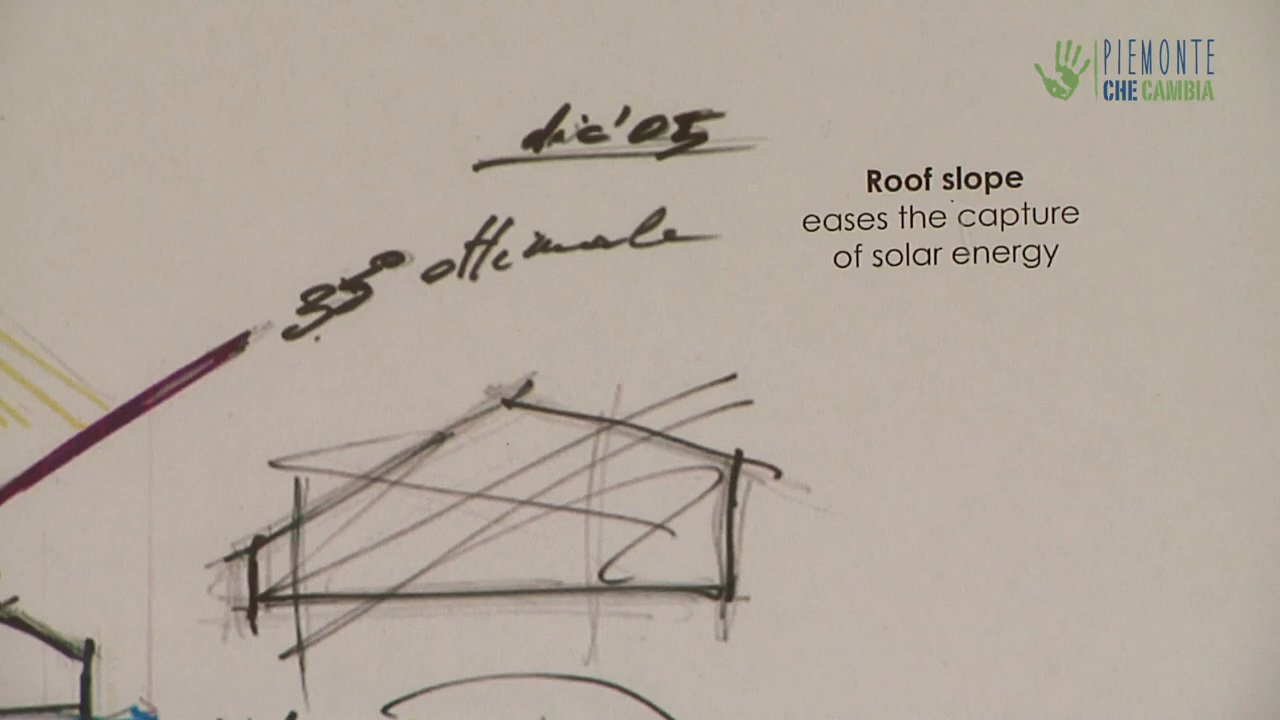 PIEMONTE
CHE CAMBIA
dic'05
35° ottimale
Roof slope
eases the capture
of solar energy